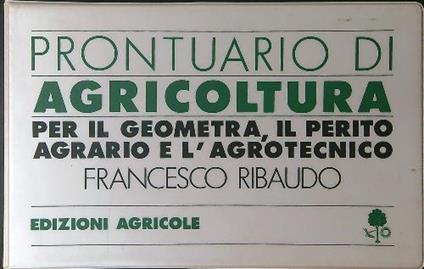 PRONTUARIO DI
AGRICOLTURA
PER IL GEOMETRA, IL PERITO
AGRARIO E L'AGROTECNICO
FRANCESCO RIBAUDO
EDIZIONI AGRICOLE